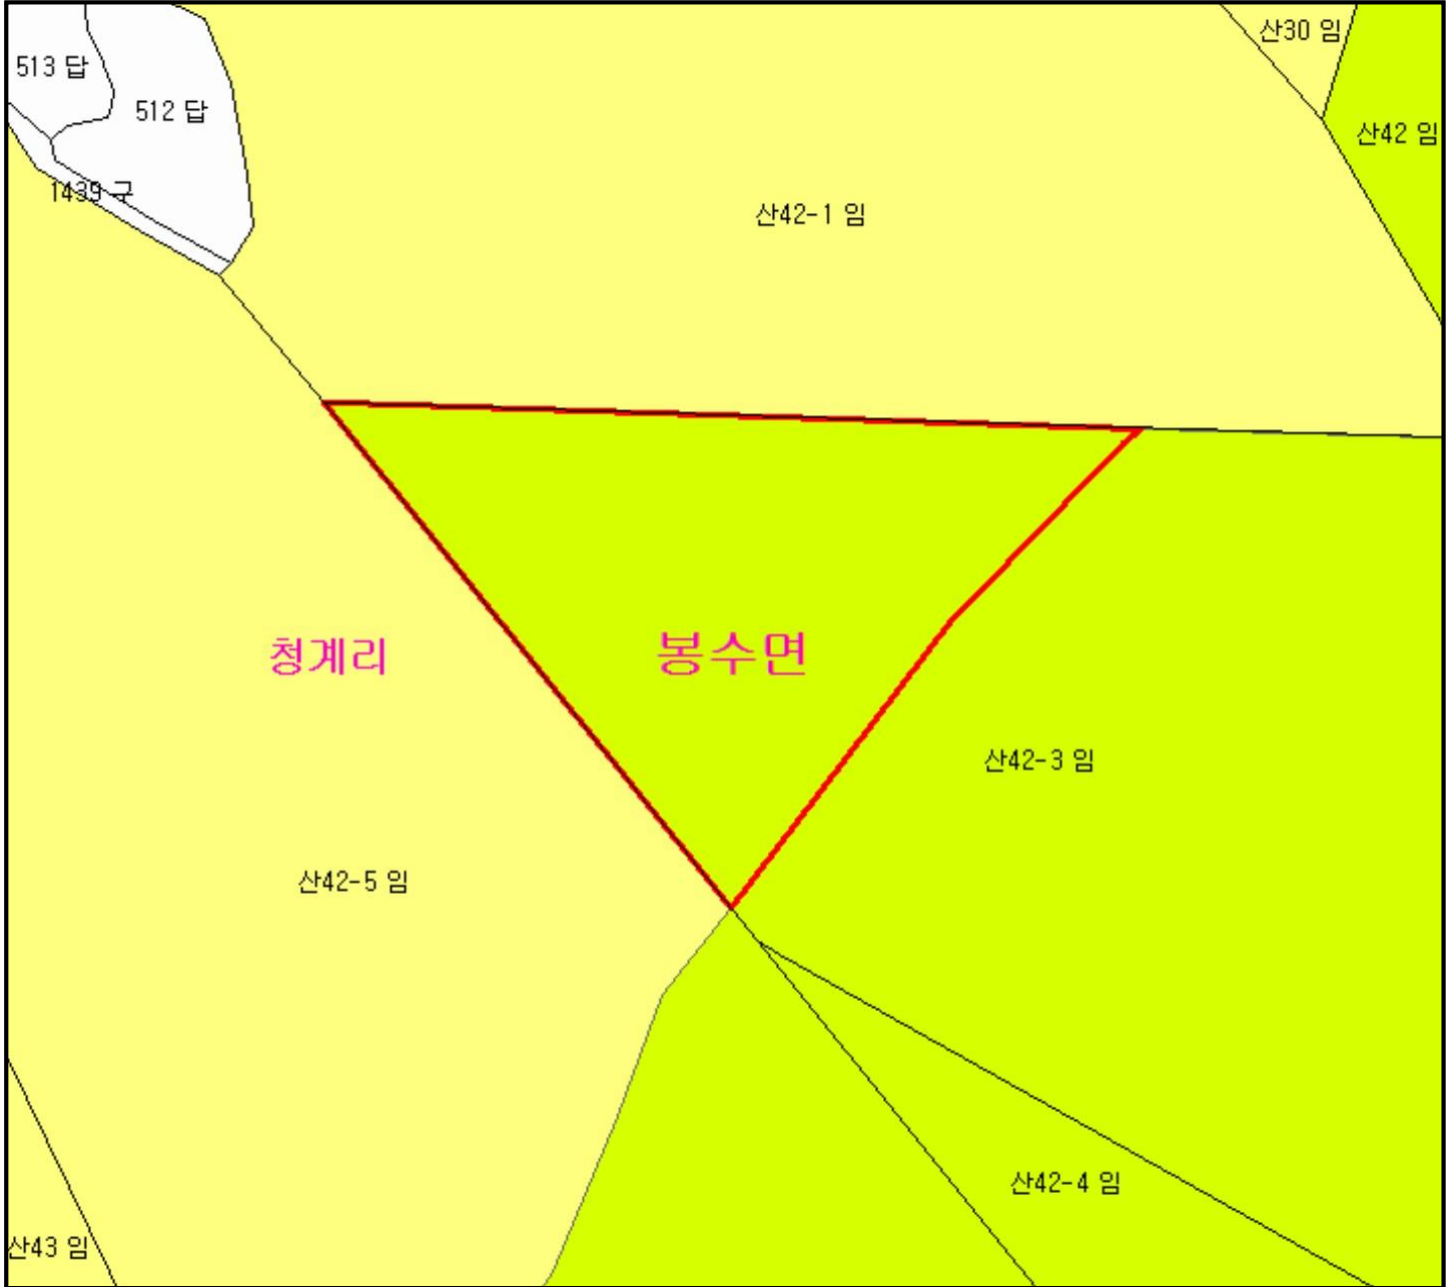 산30 임
513 답
512 답
산42 임
1439 구
산42-1 임
청계리
봉수면
산42-3 임
산42-5 임
산42-4 임
산43 임